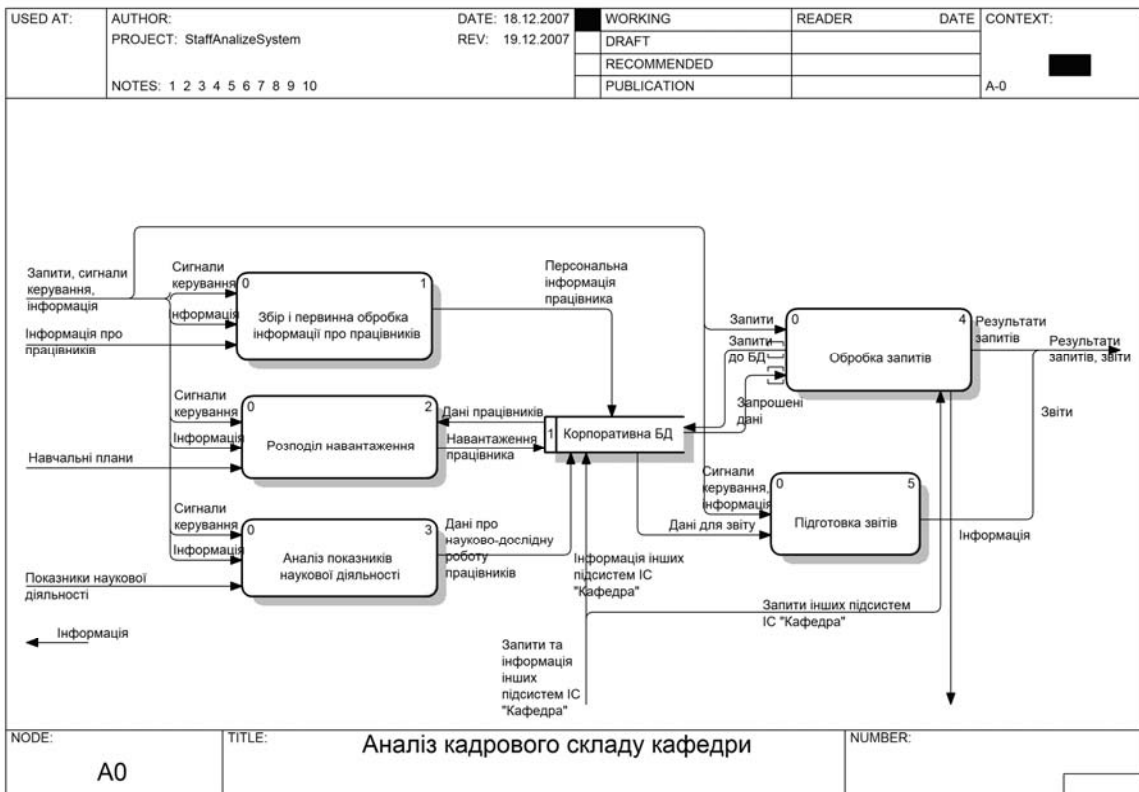 USED AT:
AUTHOR:
DATE: 18.12.2007
WORKING
READER
DATE
CONTEXT:
PROJECT: StaffAnalizeSystem
REV: 19.12.2007
DRAFT
RECOMMENDED
NOTES: 1 2 3 4 5 6 7 8 9 10
PUBLICATION
A-0
Запити, сигнали
керування,
інформація
Сигнали
керування
Інформація
Інформація про
працівників
0
1
Збір і первинна обробка
інформації про працівників
Персональна
інформація
працівника
Сигнали
керування
Інформація
Навчальні плани
0
2
Розподіл навантаження
Дані працівників
Навантаження
працівника
1
Корпоративна БД
Запити
Запити
до БД
Запрошені
дані
0
4
Обробка запитів
Результати
запитів
Результати
запитів, звіти
Звіти
Сигнали
керування
Інформація
Показники наукової
діяльності
0
3
Аналіз показників
наукової діяльності
Дані про
науково-дослідну
роботу
працівників
Інформація інших
підсистем ІС
"Кафедра"
Сигнали
керування,
інформація
Дані для звіту
0
5
Підготовка звітів
Інформація
Запити інших підсистем
ІС "Кафедра"
Інформація
Запити та
інформація
інших
підсистем ІС
"Кафедра"
NODE:
A0
TITLE:
Аналіз кадрового складу кафедри
NUMBER: